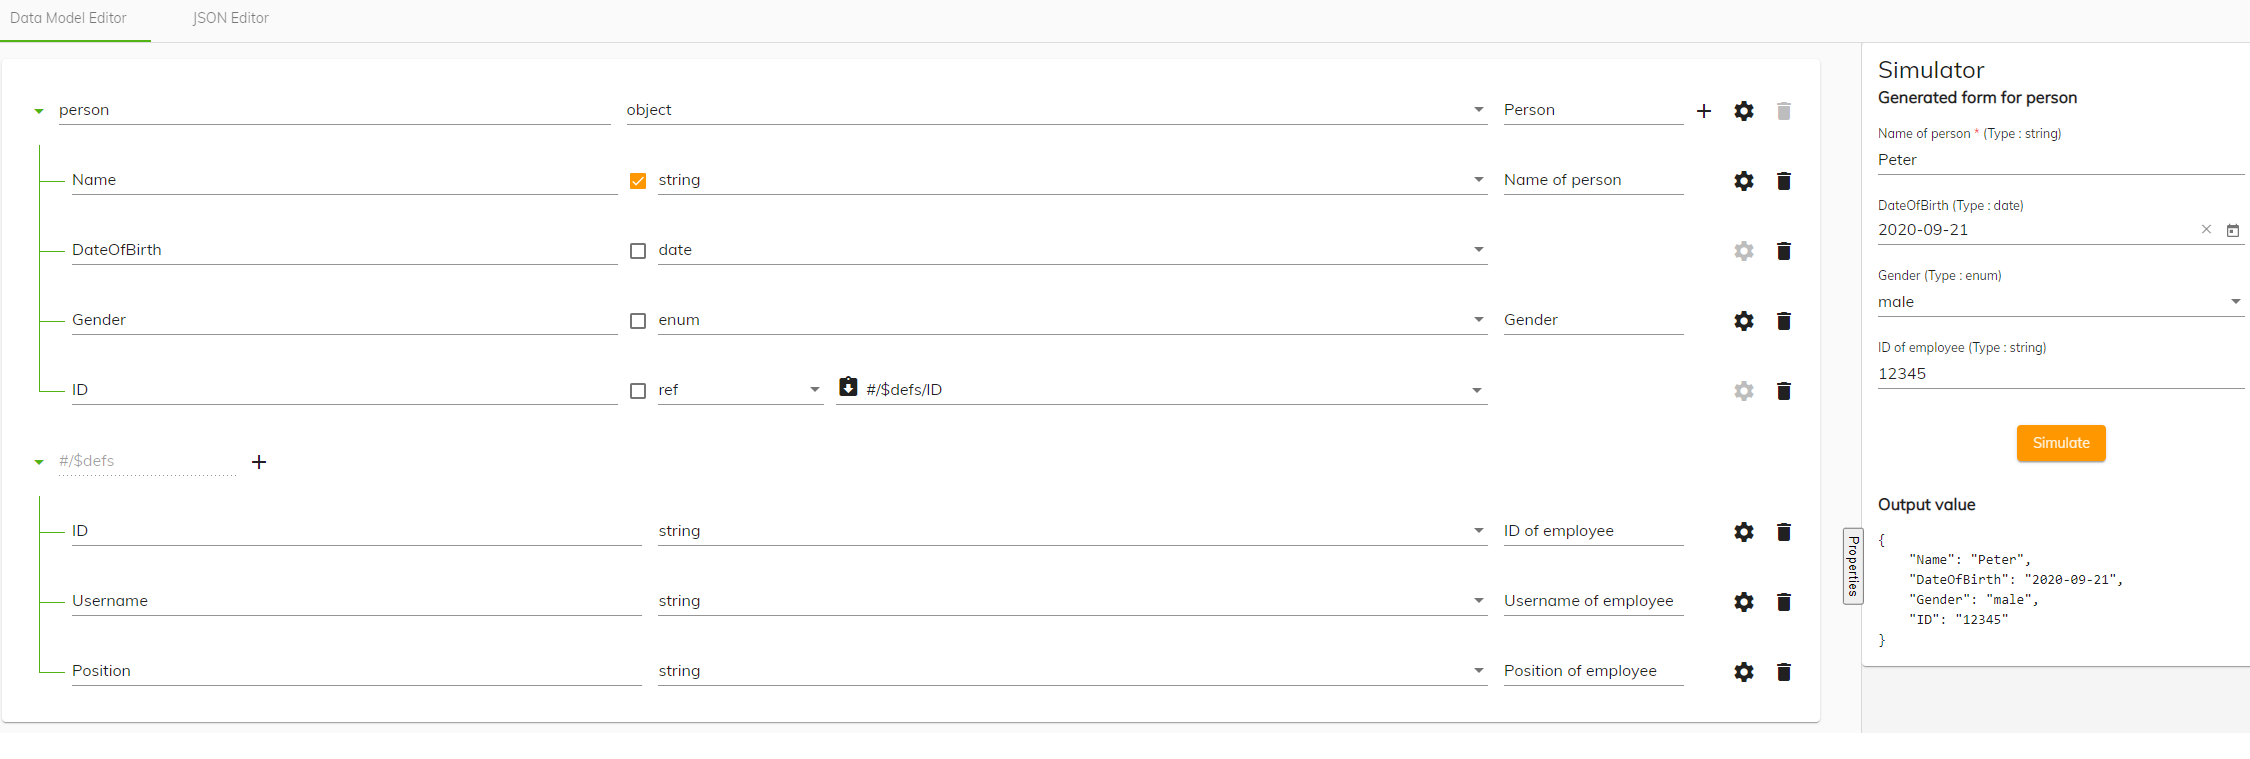 Data Model Editor JSON Editor
person object Person
Name string Name of person
DateOfBirth date
Gender enum Gender
ID ref #/$defs/ID
#/$defs
ID string ID of employee
Username string Username of employee
Position string Position of employee
Properties
Simulator
Generated form for person
Name of person * (Type : string)
Peter
DateOfBirth (Type : date)
2020-09-21
Gender (Type : enum)
male
ID of employee (Type : string)
12345
Simulate
Output value
{
"Name": "Peter",
"DateOfBirth": "2020-09-21",
"Gender": "male",
"ID": "12345"
}